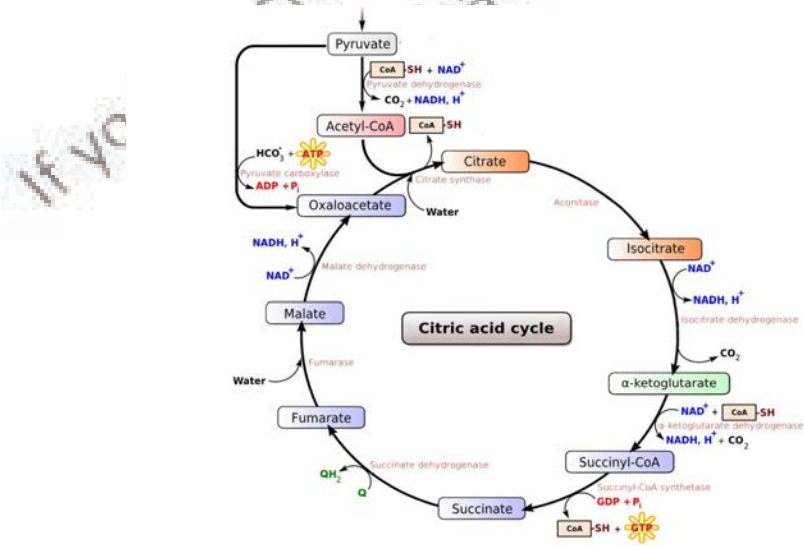 Pyruvate
CoA -SH + NAD+
Pyruvate dehydrogenase
CO2 + NADH, H+
Acetyl-CoA
CoA -SH
HCO3- + ATP
Pyruvate carboxylase
ADP + Pi
Citrate
Citrate synthase
Water
Oxaloacetate
Aconitase
Isocitrate
NAD+
NADH, H+
Isocitrate dehydrogenase
CO2
NADH, H+
NAD+
Malate dehydrogenase
Malate
Citric acid cycle
Fumarase
Water
α-ketoglutarate
NAD+ + CoA -SH
α-ketoglutarate dehydrogenase
NADH, H+ + CO2
Fumarate
Succinate dehydrogenase
QH2
Q
Succinyl-CoA
Succinyl-CoA synthetase
GDP + Pi
CoA -SH + GTP
Succinate
If yo